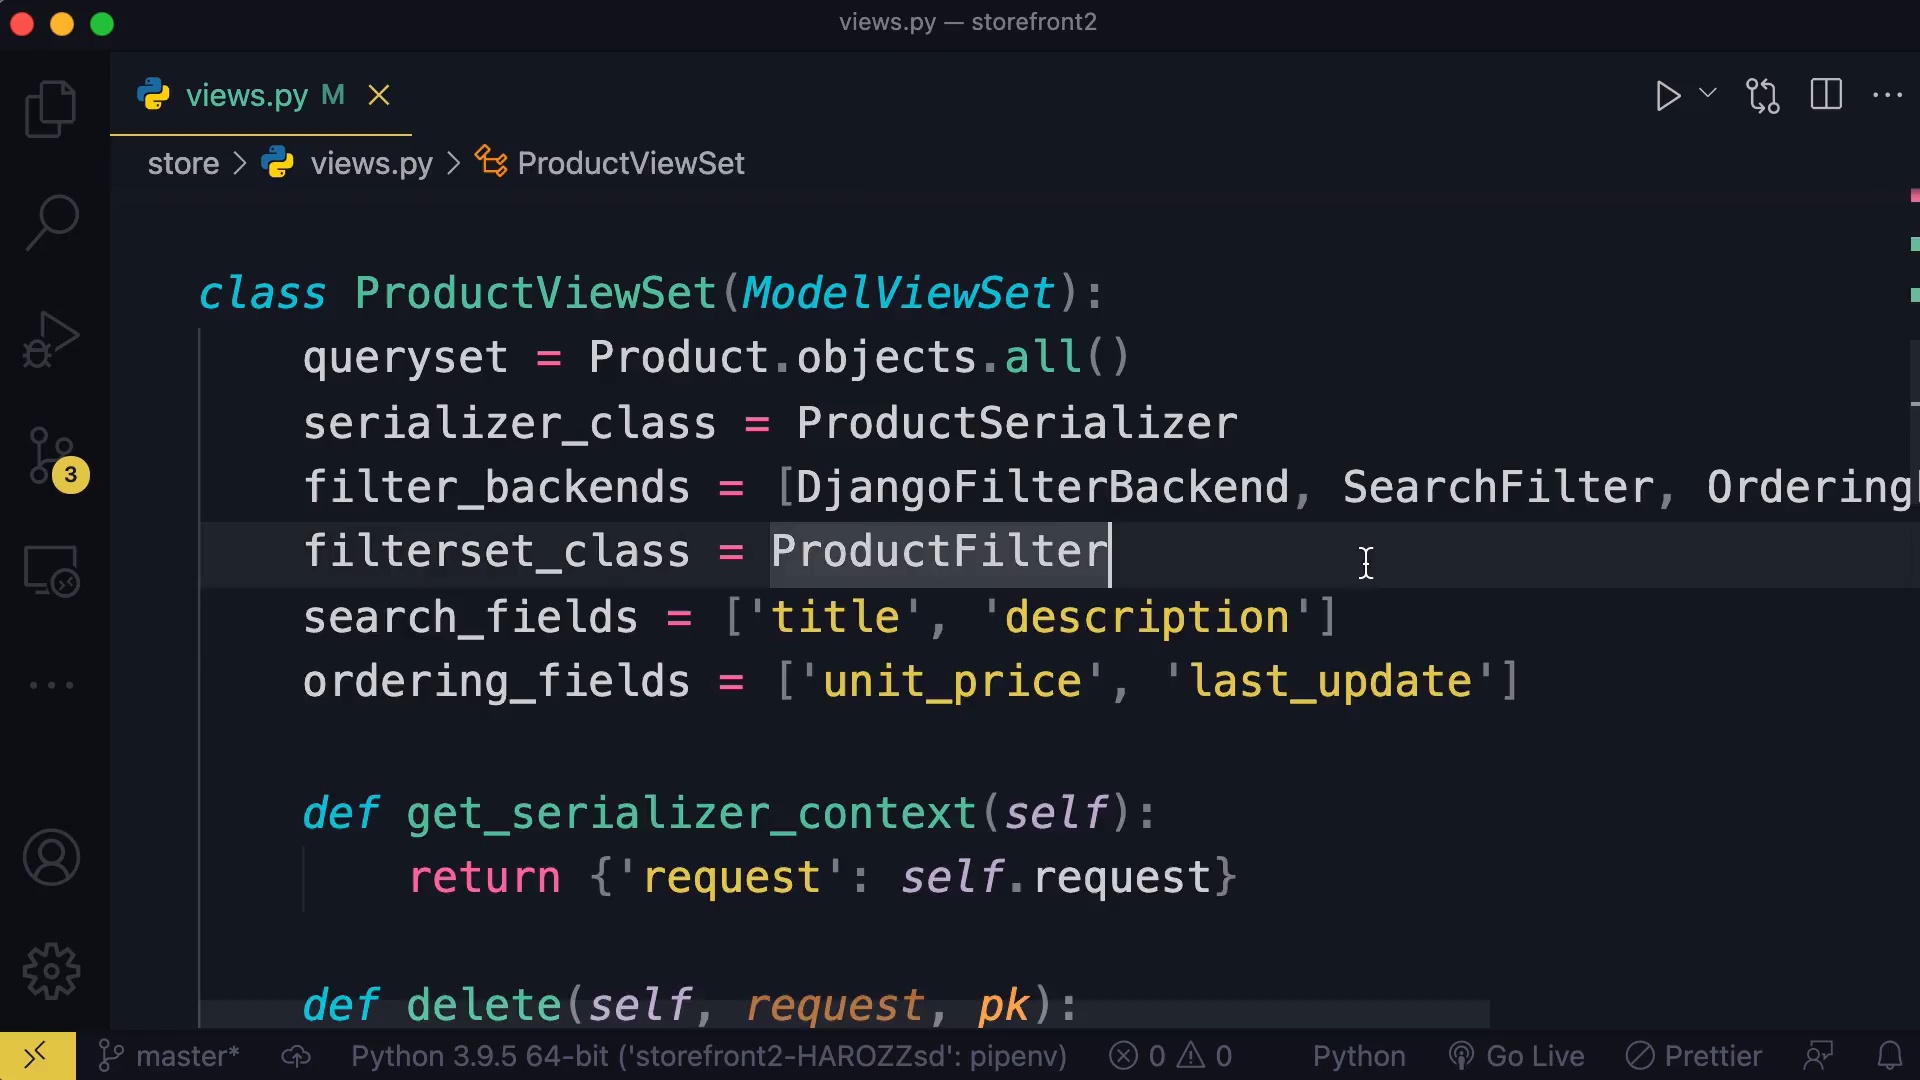 views.py — storefront2
views.py M
store > views.py > ProductViewSet
class ProductViewSet(ModelViewSet):
    queryset = Product.objects.all()
    serializer_class = ProductSerializer
    filter_backends = [DjangoFilterBackend, SearchFilter, Ordering
    filterset_class = ProductFilter
    search_fields = ['title', 'description']
    ordering_fields = ['unit_price', 'last_update']
    def get_serializer_context(self):
        return {'request': self.request}
    def delete(self, request, pk):
3
master* Python 3.9.5 64-bit ('storefront2-HAROZZsd': pipenv) 0 0 Python Go Live Prettier